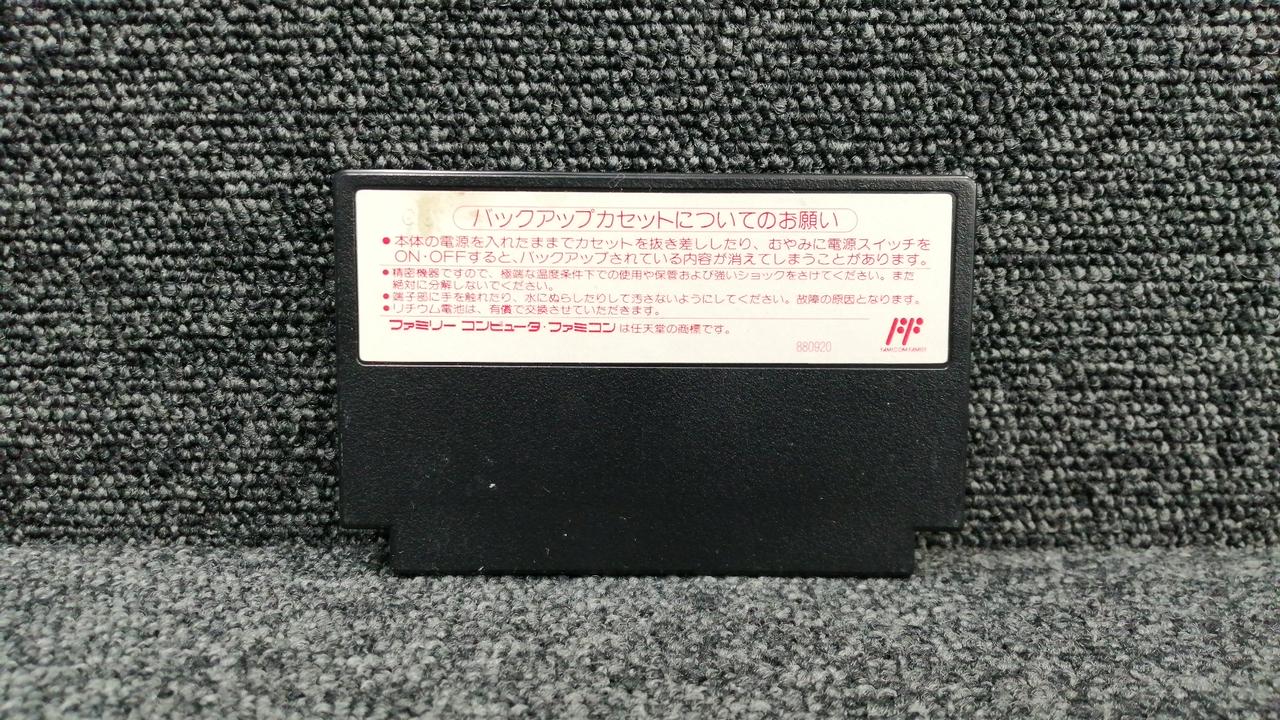 バックアップカセットについてのお願い
●本体の電源を入れたままでカセットを抜き差ししたり、むやみに電源スイッチを
ON・OFFすると、バックアップされている内容が消えてしまうことがあります。
●精密機器ですので、極端な温度条件下での使用や保管および強いショックをさけてください。また
絶対に分解しないでください。
●端子部に手を触れたり、水にぬらしたりして汚さないようにしてください。故障の原因となります。
●リチウム電池は、有償で交換させていただきます。
ファミリー コンピュータ・ファミコンは任天堂の商標です。
880920
FAMICOM FAMILY